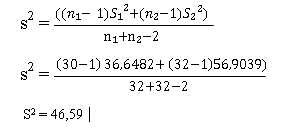 s² = ((n₁− 1)S₁²+(n₂−1)S₂²) / n₁+n₂−2
s² = (30−1) 36,6482+ (32−1)56,9039) / 32+32−2
S² = 46,59